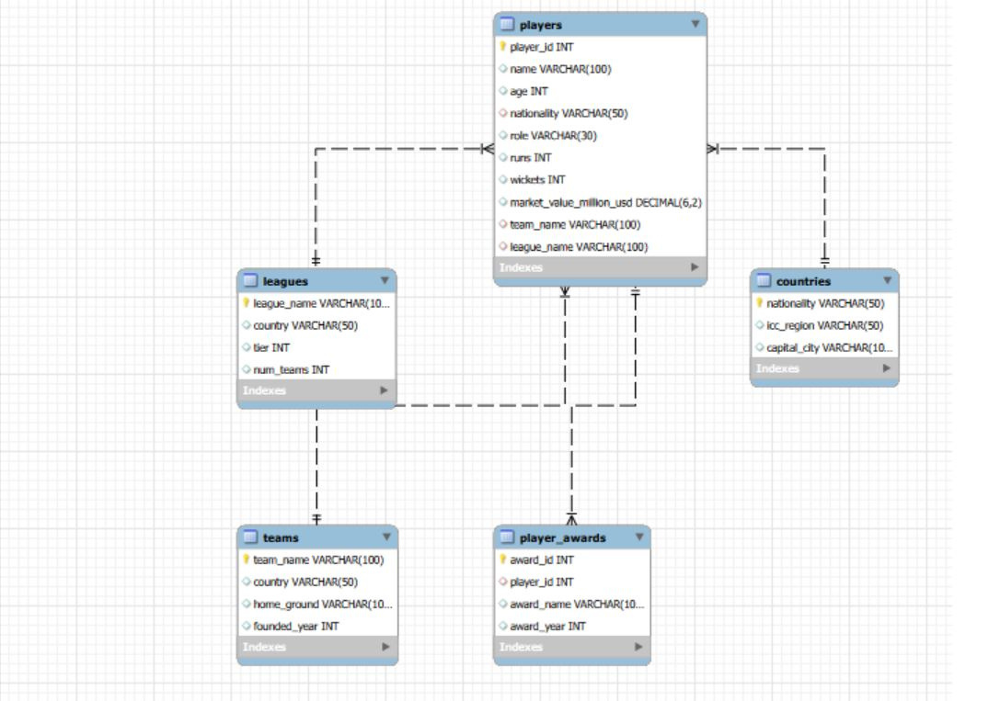 players
player_id INT
name VARCHAR(100)
age INT
nationality VARCHAR(50)
role VARCHAR(30)
runs INT
wickets INT
market_value_million_usd DECIMAL(6,2)
team_name VARCHAR(100)
league_name VARCHAR(100)
Indexes
leagues
league_name VARCHAR(10...
country VARCHAR(50)
tier INT
num_teams INT
Indexes
countries
nationality VARCHAR(50)
icc_region VARCHAR(50)
capital_city VARCHAR(10...
Indexes
teams
team_name VARCHAR(100)
country VARCHAR(50)
home_ground VARCHAR(10...
founded_year INT
Indexes
player_awards
award_id INT
player_id INT
award_name VARCHAR(10...
award_year INT
Indexes